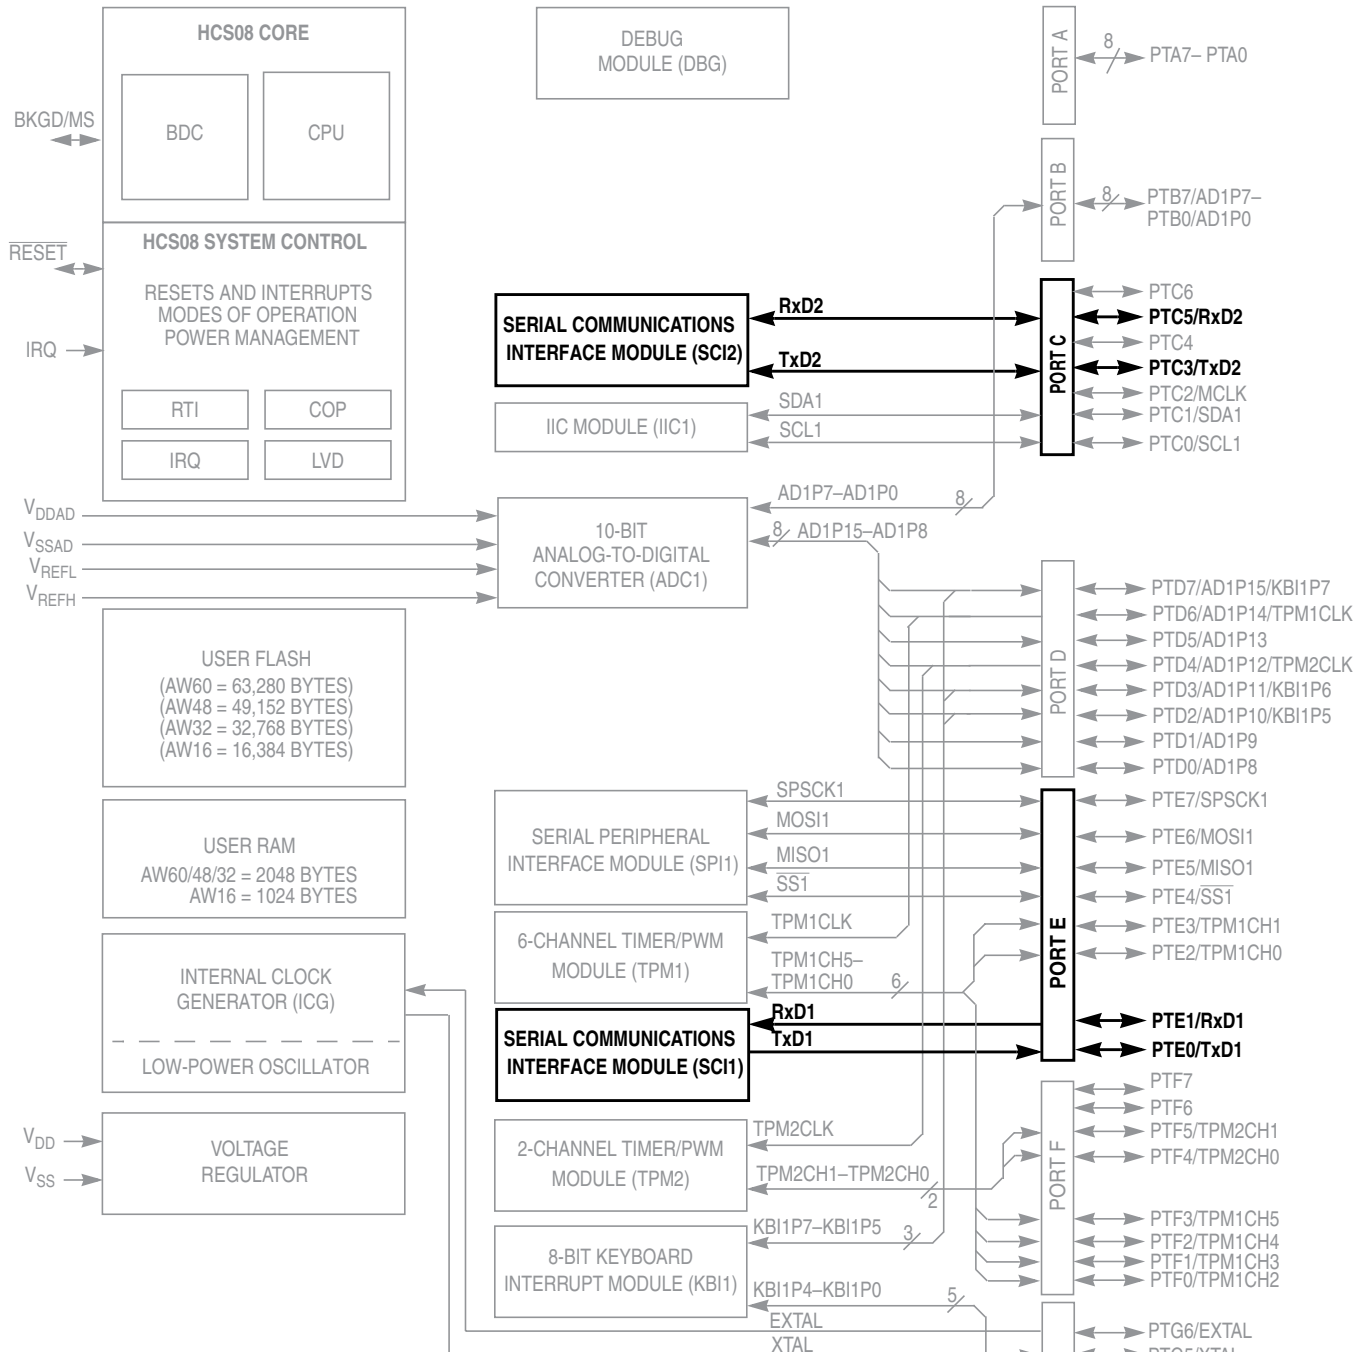 HCS08 CORE
BDC
CPU
BKGD/MS
HCS08 SYSTEM CONTROL
RESET
RESETS AND INTERRUPTS
MODES OF OPERATION
POWER MANAGEMENT
IRQ
RTI
COP
IRQ
LVD
VDDAD
VSSAD
VREFL
VREFH
USER FLASH
(AW60 = 63,280 BYTES)
(AW48 = 49,152 BYTES)
(AW32 = 32,768 BYTES)
(AW16 = 16,384 BYTES)
USER RAM
AW60/48/32 = 2048 BYTES
AW16 = 1024 BYTES
INTERNAL CLOCK
GENERATOR (ICG)
LOW-POWER OSCILLATOR
VDD
VSS
VOLTAGE
REGULATOR
DEBUG
MODULE (DBG)
SERIAL COMMUNICATIONS
INTERFACE MODULE (SCI2)
RxD2
TxD2
IIC MODULE (IIC1)
SDA1
SCL1
10-BIT
ANALOG-TO-DIGITAL
CONVERTER (ADC1)
AD1P7–AD1P0
8
8
AD1P15–AD1P8
SERIAL PERIPHERAL
INTERFACE MODULE (SPI1)
SPSCK1
MOSI1
MISO1
SS1
6-CHANNEL TIMER/PWM
MODULE (TPM1)
TPM1CLK
TPM1CH5–
TPM1CH0
6
SERIAL COMMUNICATIONS
INTERFACE MODULE (SCI1)
RxD1
TxD1
2-CHANNEL TIMER/PWM
MODULE (TPM2)
TPM2CLK
TPM2CH1–TPM2CH0
2
8-BIT KEYBOARD
INTERRUPT MODULE (KBI1)
KBI1P7–KBI1P5
3
KBI1P4–KBI1P0
5
EXTAL
XTAL
PORT A
8
PTA7– PTA0
PORT B
8
PTB7/AD1P7–
PTB0/AD1P0
PORT C
PTC6
PTC5/RxD2
PTC4
PTC3/TxD2
PTC2/MCLK
PTC1/SDA1
PTC0/SCL1
PORT D
PTD7/AD1P15/KBI1P7
PTD6/AD1P14/TPM1CLK
PTD5/AD1P13
PTD4/AD1P12/TPM2CLK
PTD3/AD1P11/KBI1P6
PTD2/AD1P10/KBI1P5
PTD1/AD1P9
PTD0/AD1P8
PORT E
PTE7/SPSCK1
PTE6/MOSI1
PTE5/MISO1
PTE4/SS1
PTE3/TPM1CH1
PTE2/TPM1CH0
PTE1/RxD1
PTE0/TxD1
PORT F
PTF7
PTF6
PTF5/TPM2CH1
PTF4/TPM2CH0
PTF3/TPM1CH5
PTF2/TPM1CH4
PTF1/TPM1CH3
PTF0/TPM1CH2
PTG6/EXTAL